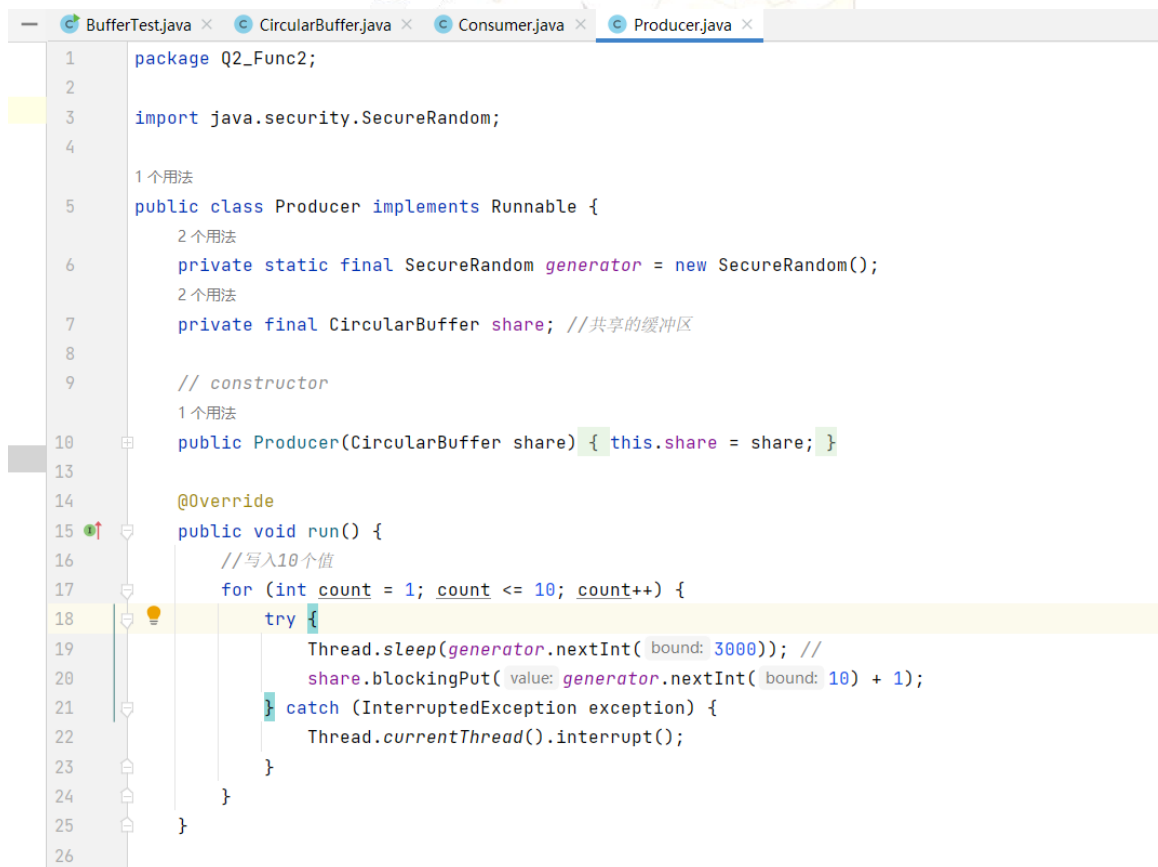 BufferTest.java × CircularBuffer.java × Consumer.java × Producer.java ×
1 package Q2_Func2;
2
3 import java.security.SecureRandom;
4
1 个用法
5 public class Producer implements Runnable {
2 个用法
6 private static final SecureRandom generator = new SecureRandom();
2 个用法
7 private final CircularBuffer share; //共享的缓冲区
8
9 // constructor
1 个用法
10 public Producer(CircularBuffer share) { this.share = share; }
13
14 @Override
15 public void run() {
16 //写入10个值
17 for (int count = 1; count <= 10; count++) {
18 try {
19 Thread.sleep(generator.nextInt( bound: 3000)); //
20 share.blockingPut( value: generator.nextInt( bound: 10) + 1);
21 } catch (InterruptedException exception) {
22 Thread.currentThread().interrupt();
23 }
24 }
25 }
26